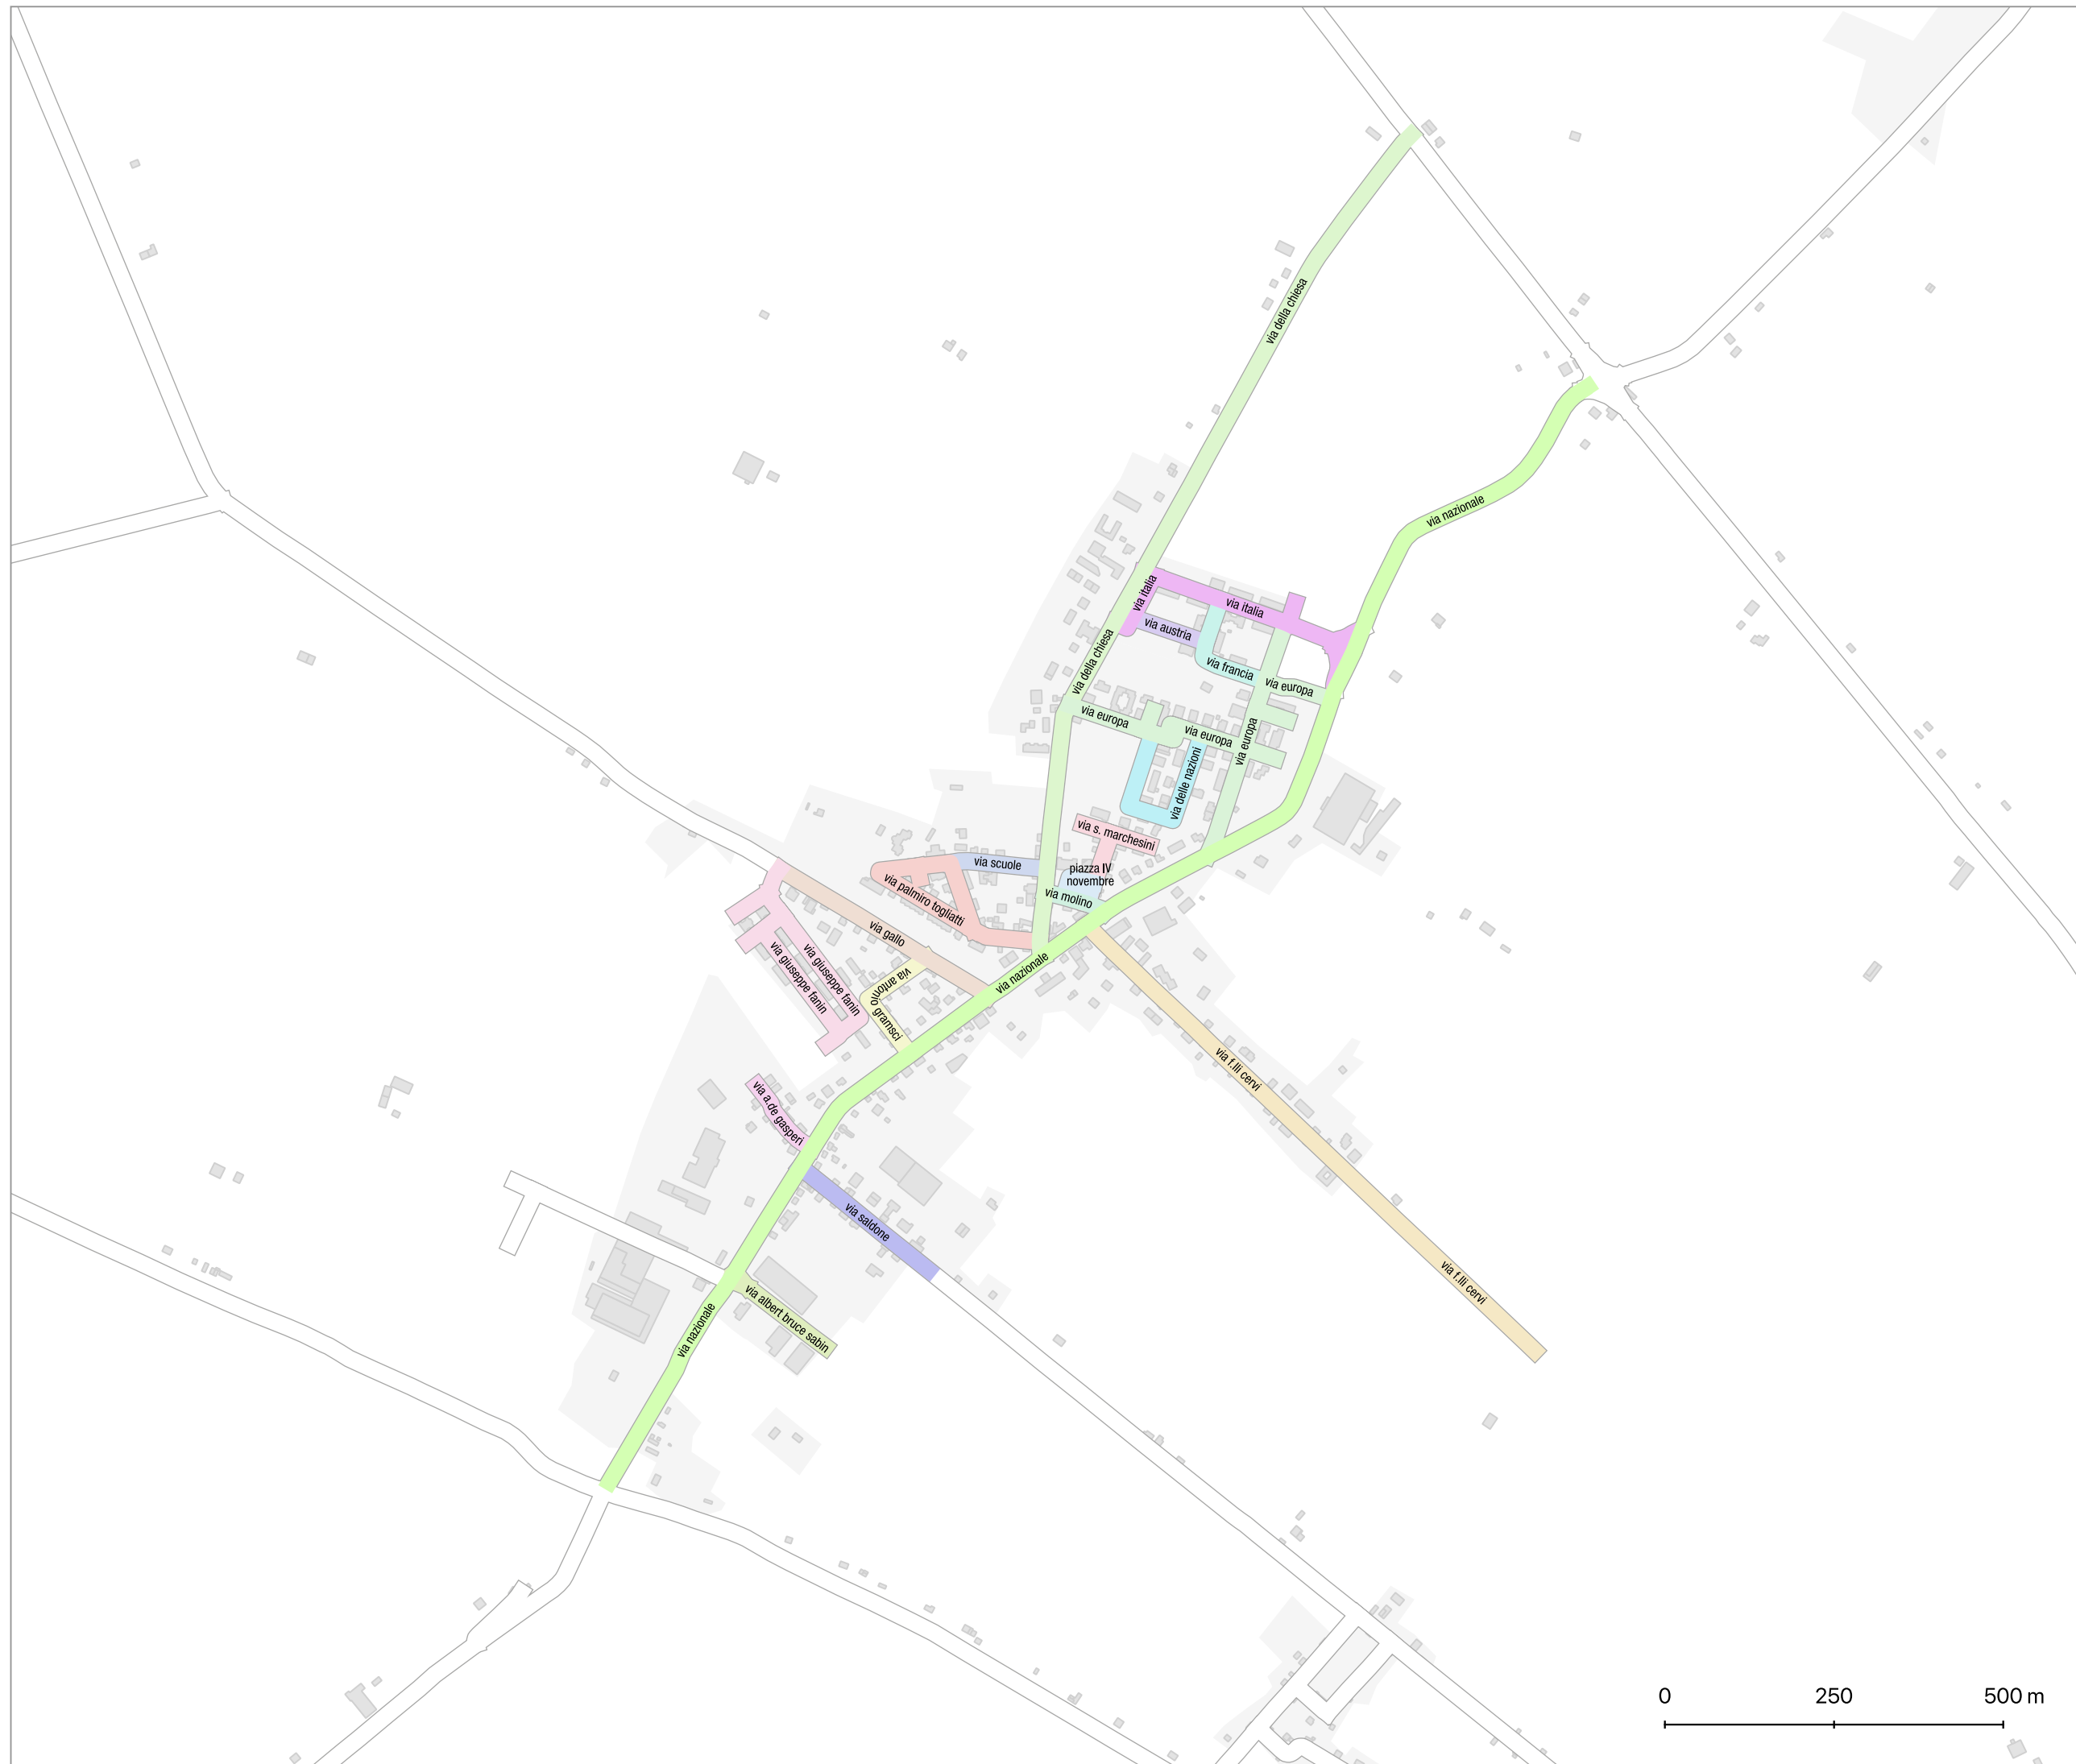 via della chiesa
via nazionale
via italia
via italia
via austria
via della chiesa
via francia
via europa
via europa
via europa
via europa
via delle nazioni
via s. marchesini
via scuole
piazza IV
novembre
via palmiro togliatti
via molino
via gallo
via giuseppe fanin
via giuseppe fanin
via antonio
gramsci
via nazionale
via f.lli cervi
via a.de gasperi
via saldone
via f.lli cervi
via nazionale
via albert bruce sabin
0 250 500 m